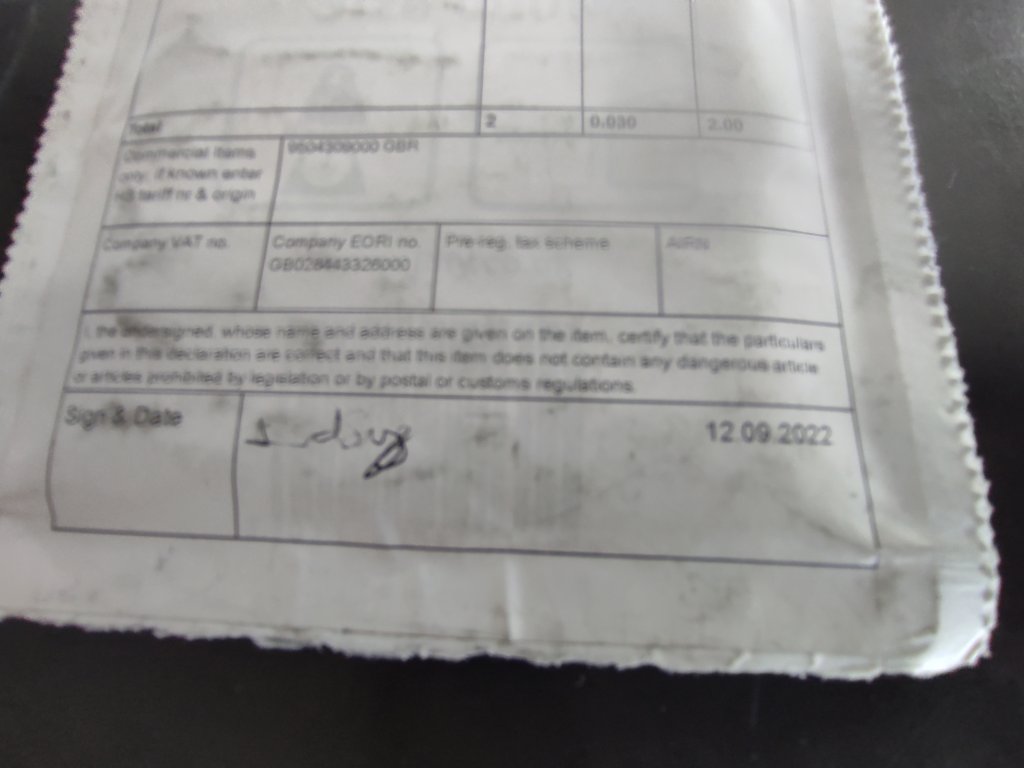 Total 2 0.030 2.00
Commercial items
only: if known enter
HS tariff nr & origin
GBR
Company VAT no. Company EORI no. Pre-reg. tax scheme
I, the undersigned, whose name and address are given on the item, certify that the particulars
given in this declaration are correct and that this item does not contain any dangerous article
or articles prohibited by legislation or by postal or customs regulations.
Sign & Date 12.09.2022